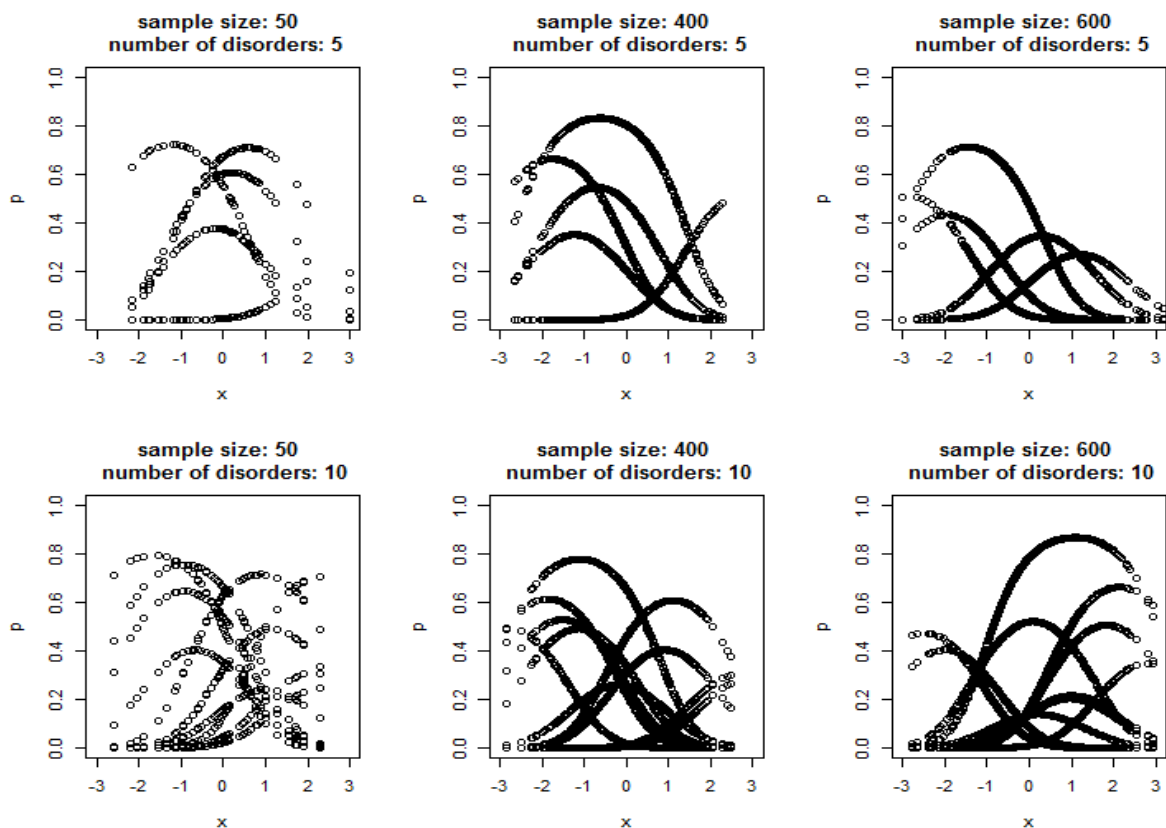 sample size: 50
number of disorders: 5
sample size: 400
number of disorders: 5
sample size: 600
number of disorders: 5
p
1.0
0.8
0.6
0.4
0.2
0.0
-3 -2 -1 0 1 2 3
x
p
1.0
0.8
0.6
0.4
0.2
0.0
-3 -2 -1 0 1 2 3
x
p
1.0
0.8
0.6
0.4
0.2
0.0
-3 -2 -1 0 1 2 3
x
sample size: 50
number of disorders: 10
sample size: 400
number of disorders: 10
sample size: 600
number of disorders: 10
p
1.0
0.8
0.6
0.4
0.2
0.0
-3 -2 -1 0 1 2 3
x
p
1.0
0.8
0.6
0.4
0.2
0.0
-3 -2 -1 0 1 2 3
x
p
1.0
0.8
0.6
0.4
0.2
0.0
-3 -2 -1 0 1 2 3
x